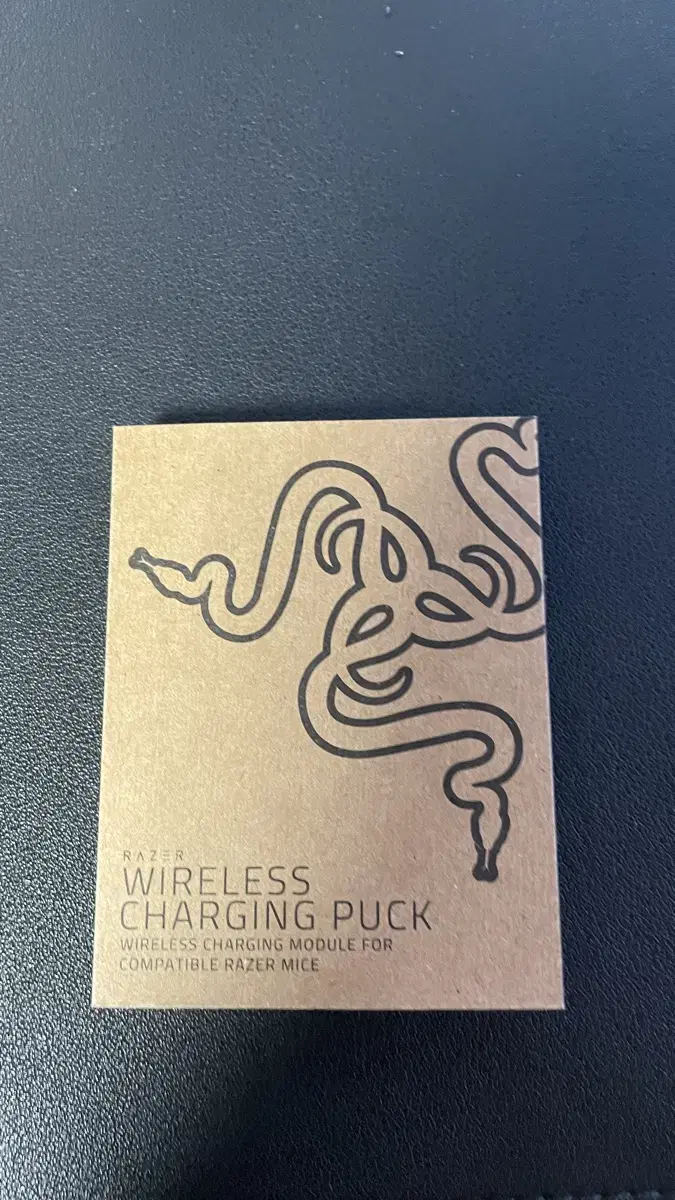 RAZER
WIRELESS
CHARGING PUCK
WIRELESS CHARGING MODULE FOR
COMPATIBLE RAZER MICE